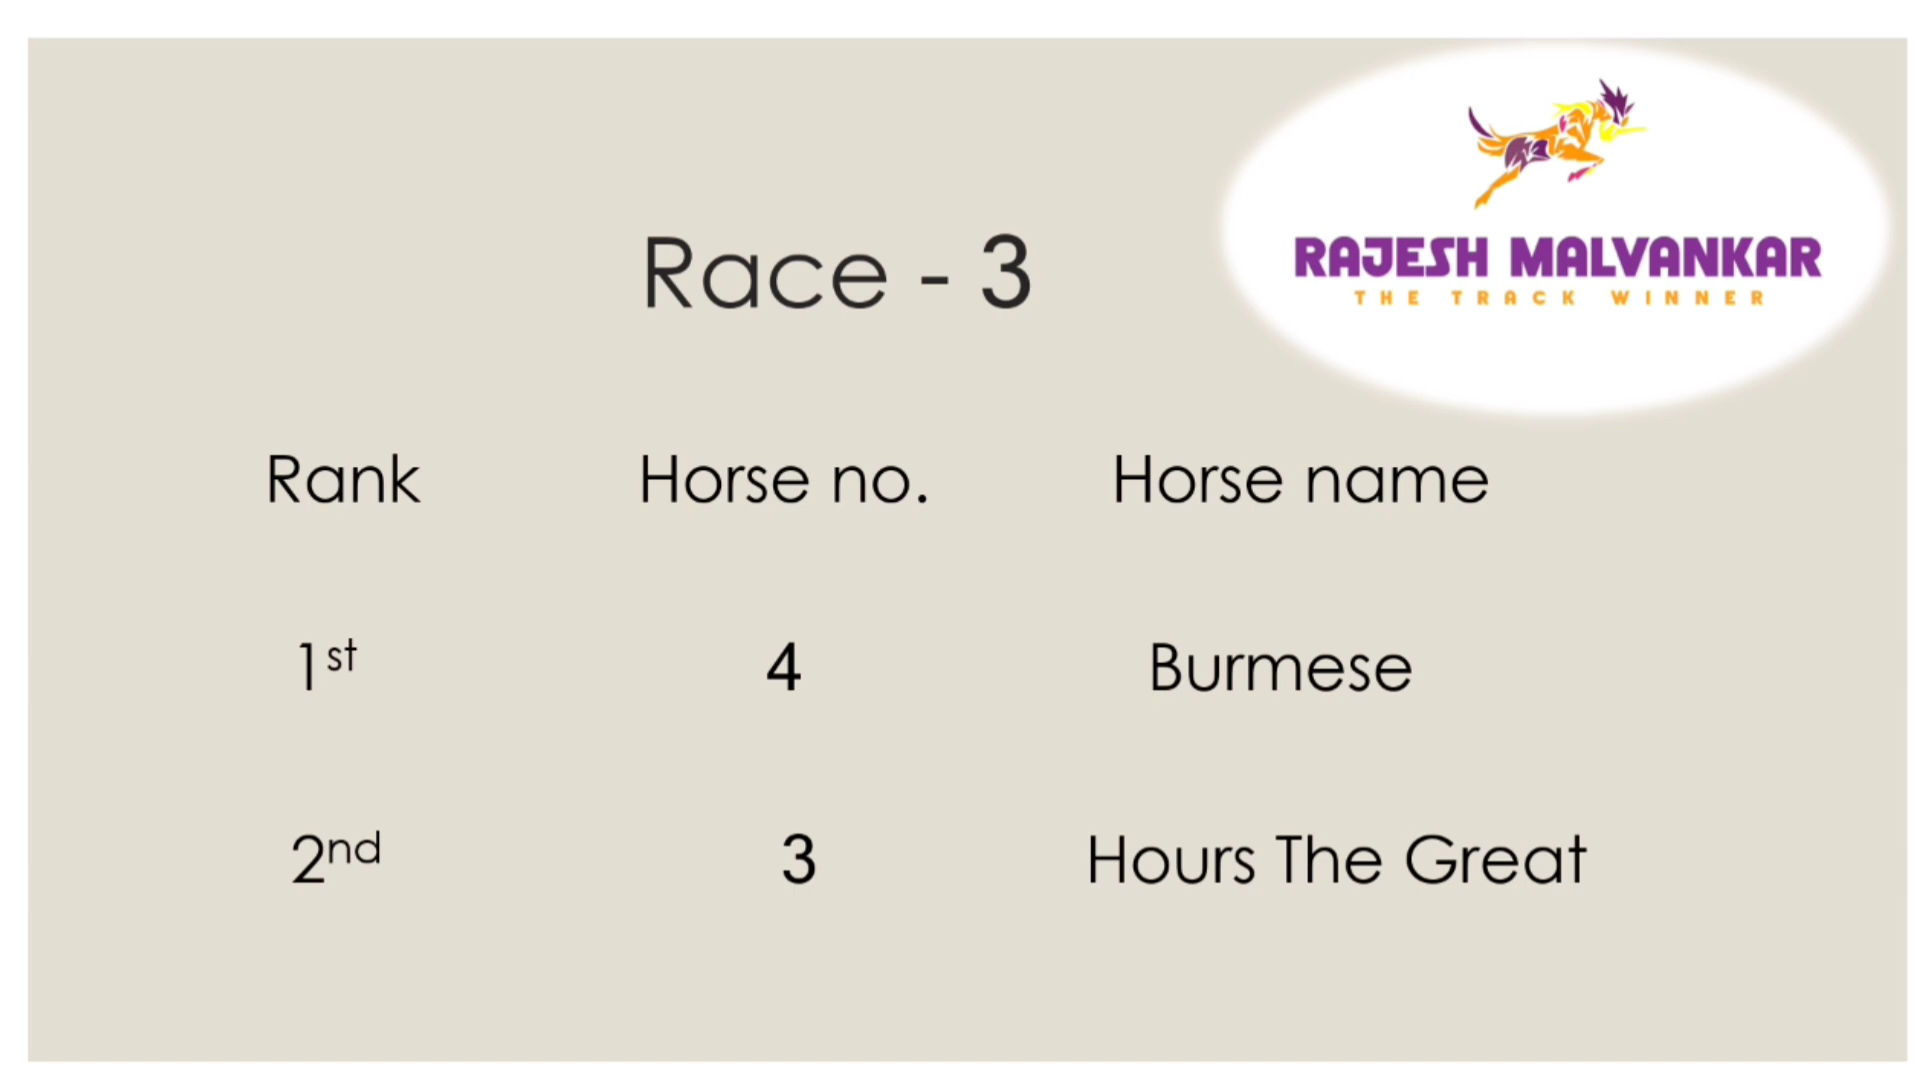 RAJESH MALVANKAR
THE TRACK WINNER
Race - 3
Rank Horse no. Horse name
1st 4 Burmese
2nd 3 Hours The Great